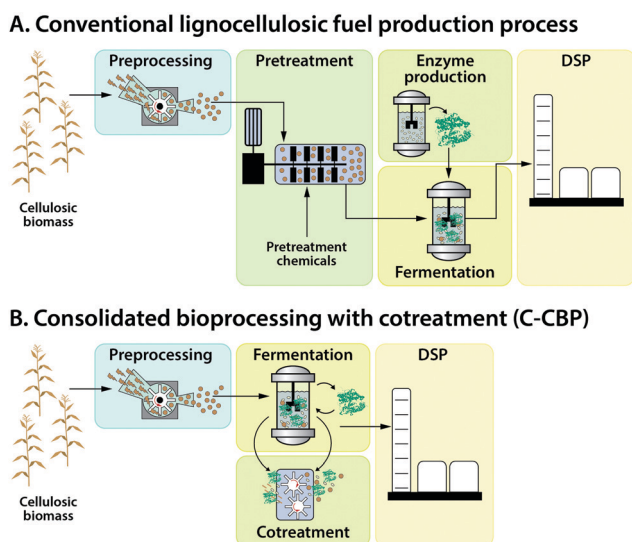 A. Conventional lignocellulosic fuel production process
Preprocessing
Pretreatment
Enzyme
production
DSP
Cellulosic
biomass
Pretreatment
chemicals
Fermentation
B. Consolidated bioprocessing with cotreatment (C-CBP)
Preprocessing
Fermentation
DSP
Cellulosic
biomass
Cotreatment